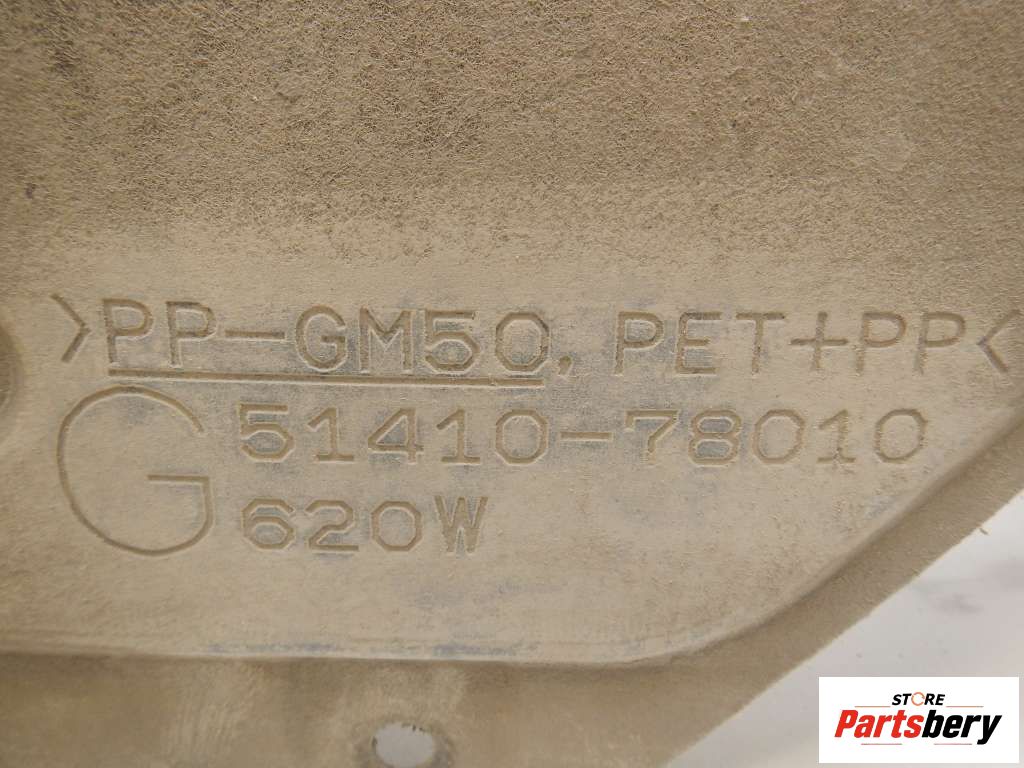 >PP-GM50, PET+PP<
G 51410-78010
620W
STORE
Partsbery